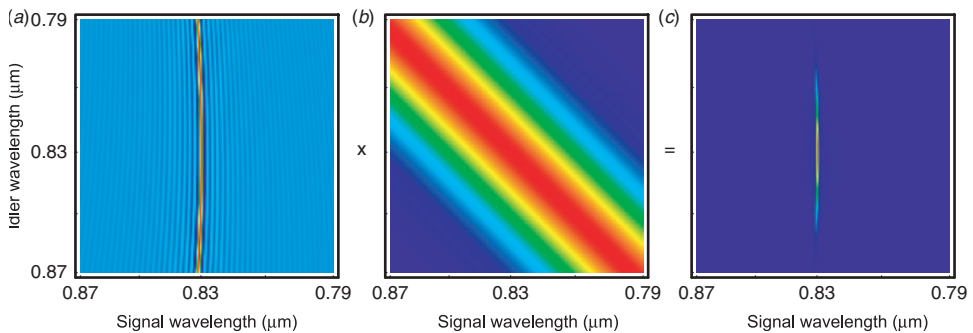 (a)
(b)
(c)
0.79
0.83
0.87
Idler wavelength (μm)
x
=
0.87
0.83
0.79
0.87
0.83
0.79
0.87
0.83
0.79
Signal wavelength (μm)
Signal wavelength (μm)
Signal wavelength (μm)